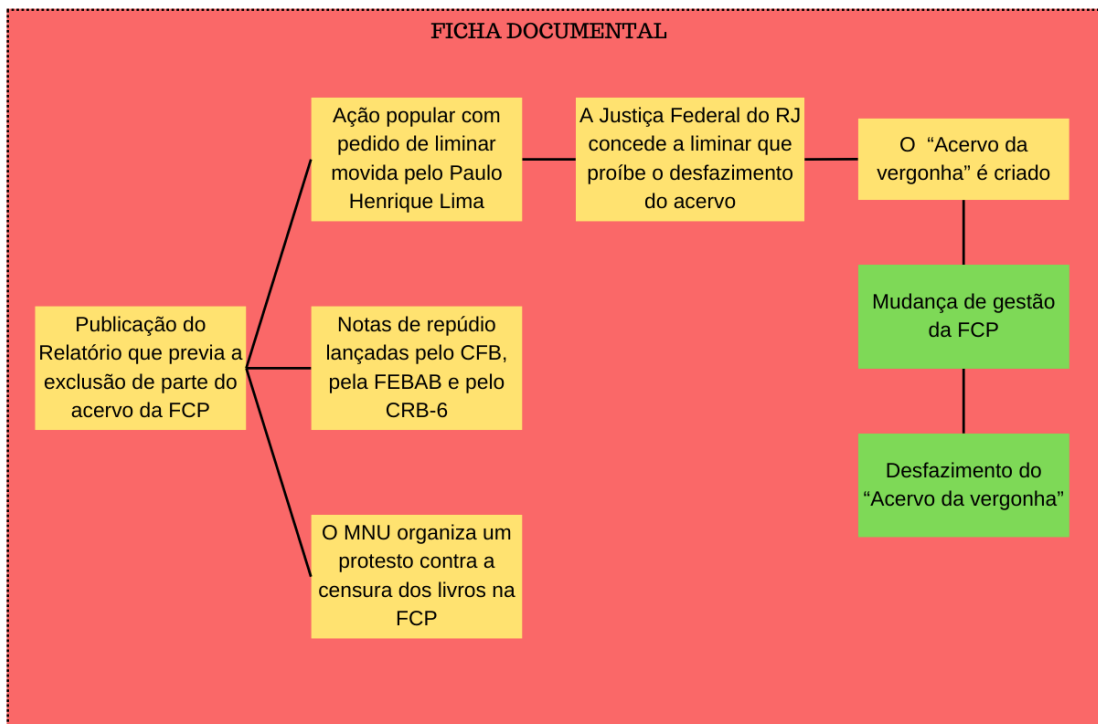 FICHA DOCUMENTAL
Ação popular com
pedido de liminar
movida pelo Paulo
Henrique Lima
A Justiça Federal do RJ
concede a liminar que
proíbe o desfazimento
do acervo
O “Acervo da
vergonha” é criado
Mudança de gestão
da FCP
Publicação do
Relatório que previa a
exclusão de parte do
acervo da FCP
Notas de repúdio
lançadas pelo CFB,
pela FEBAB e pelo
CRB-6
Desfazimento do
“Acervo da vergonha”
O MNU organiza um
protesto contra a
censura dos livros na
FCP